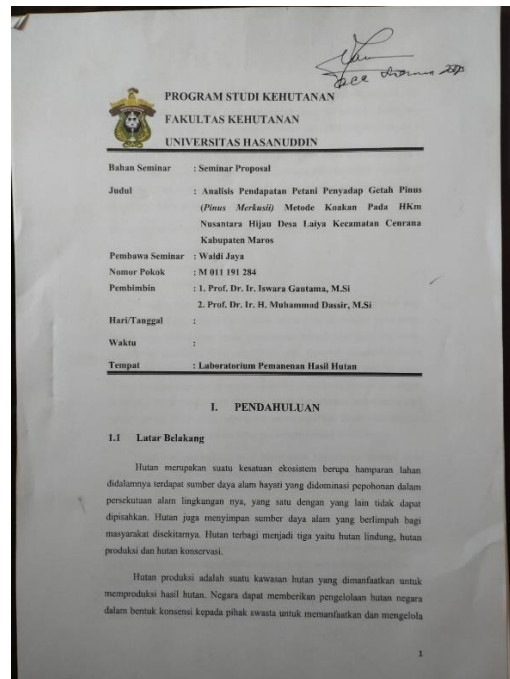 PROGRAM STUDI KEHUTANAN
FAKULTAS KEHUTANAN
UNIVERSITAS HASANUDDIN
Bahan Seminar : Seminar Proposal
Judul : Analisis Pendapatan Petani Penyadap Getah Pinus
(Pinus Merkusii) Metode Koakan Pada HKm
Nusantara Hijau Desa Laiya Kecamatan Cenrana
Kabupaten Maros
Pembawa Seminar : Waldi Jaya
Nomor Pokok : M 011 191 284
Pembimbin : 1. Prof. Dr. Ir. Iswara Gautama, M.Si
2. Prof. Dr. Ir. H. Muhammad Dassir, M.Si
Hari/Tanggal :
Waktu :
Tempat : Laboratorium Pemanenan Hasil Hutan
I. PENDAHULUAN
1.1 Latar Belakang
Hutan merupakan suatu kesatuan ekosistem berupa hamparan lahan
didalamnya terdapat sumber daya alam hayati yang didominasi pepohonan dalam
persekutuan alam lingkungan nya, yang satu dengan yang lain tidak dapat
dipisahkan. Hutan juga menyimpan sumber daya alam yang berlimpah bagi
masyarakat disekitarnya. Hutan terbagi menjadi tiga yaitu hutan lindung, hutan
produksi dan hutan konservasi.
Hutan produksi adalah suatu kawasan hutan yang dimanfaatkan untuk
memproduksi hasil hutan. Negara dapat memberikan pengelolaan hutan negara
dalam bentuk konsensi kepada pihak swasta untuk memanfaatkan dan mengelola
1